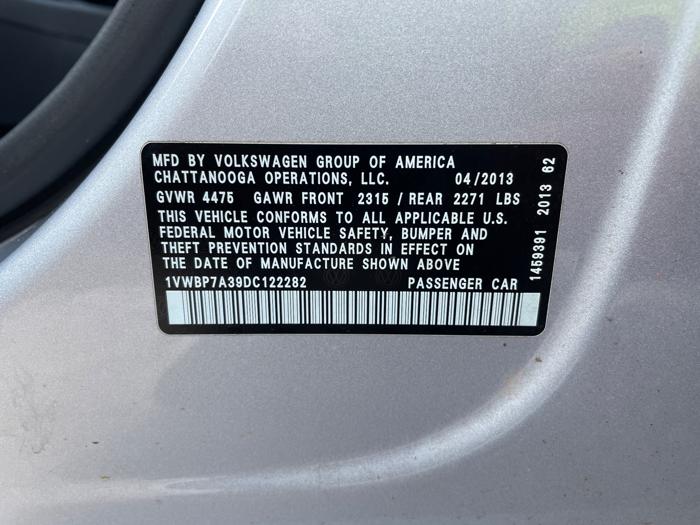 MFD BY VOLKSWAGEN GROUP OF AMERICA
CHATTANOOGA OPERATIONS, LLC. 04/2013
GVWR 4475 GAWR FRONT 2315 / REAR 2271 LBS
THIS VEHICLE CONFORMS TO ALL APPLICABLE U.S.
FEDERAL MOTOR VEHICLE SAFETY, BUMPER AND
THEFT PREVENTION STANDARDS IN EFFECT ON
THE DATE OF MANUFACTURE SHOWN ABOVE
1VWBP7A39DC122282 PASSENGER CAR
1459391 2013 62